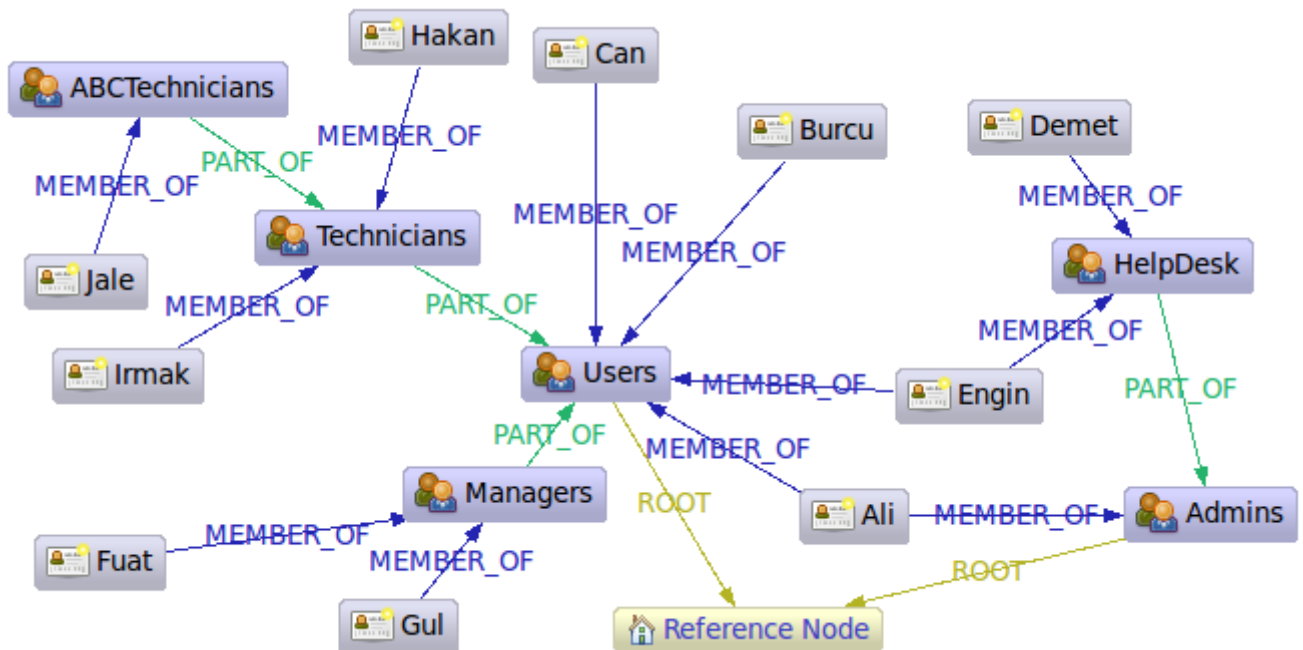 Hakan
Can
ABCTechnicians
Burcu
Demet
MEMBER_OF
PART_OF
MEMBER_OF
MEMBER_OF
MEMBER_OF
Technicians
MEMBER_OF
HelpDesk
Jale
MEMBER_OF
PART_OF
MEMBER_OF
Irmak
Users
MEMBER_OF
Engin
PART_OF
PART_OF
MEMBER_OF
Managers
ROOT
Ali
MEMBER_OF
Admins
MEMBER_OF
Fuat
MEMBER_OF
ROOT
Gul
Reference Node